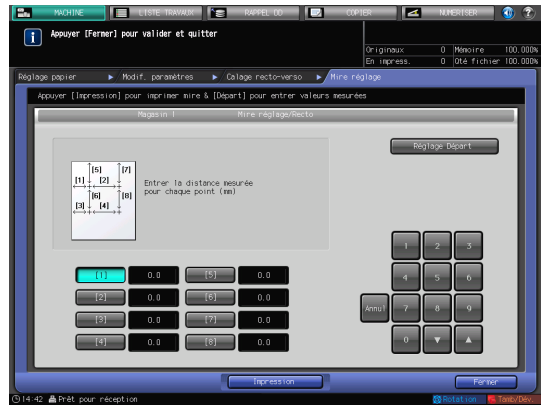 MACHINE LISTE TRAVAUX RAPPEL DD COPIER NUMERISER
Appuyer [Fermer] pour valider et quitter
Originaux 0 Mémoire 100.000%
En impress. 0 Qté fichier 100.000%
Réglage papier Modif. paramètres Calage recto-verso Mire réglage
Appuyer [Impression] pour imprimer mire & [Départ] pour entrer valeurs mesurées
Magasin 1 Mire réglage/Recto
Réglage Départ
[5] [7]
[1] [2]
[6] [8]
[3] [4]
Entrer la distance mesurée
pour chaque point (mm)
[1] 0.0 [5] 0.0
[2] 0.0 [6] 0.0
[3] 0.0 [7] 0.0
[4] 0.0 [8] 0.0
1 2 3
4 5 6
Annul 7 8 9
0 ▼ ▲
Impression Fermer
14:42 Prêt pour réception Rotation Tamb/Dév.